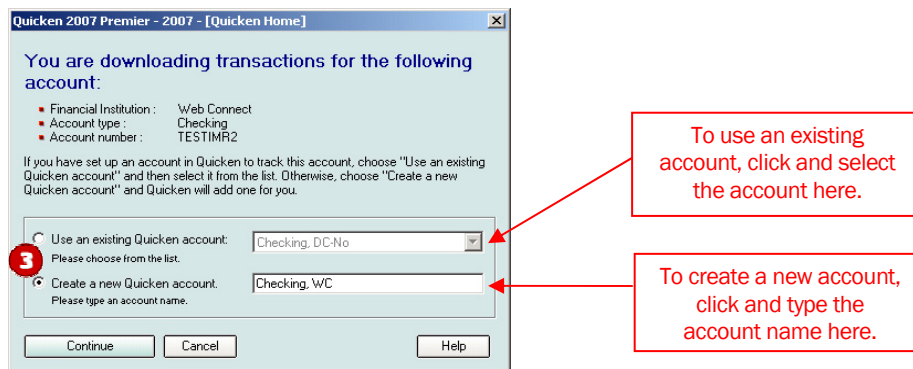 Quicken 2007 Premier - 2007 - [Quicken Home]
You are downloading transactions for the following
account:
Financial Institution : Web Connect
Account type : Checking
Account number : TESTIMR2
If you have set up an account in Quicken to track this account, choose "Use an existing
Quicken account" and then select it from the list. Otherwise, choose "Create a new
Quicken account" and Quicken will add one for you.
Use an existing Quicken account: Checking, DC-No
Please choose from the list.
3
Create a new Quicken account. Checking, WC
Please type an account name.
Continue Cancel Help
To use an existing
account, click and select
the account here.
To create a new account,
click and type the
account name here.